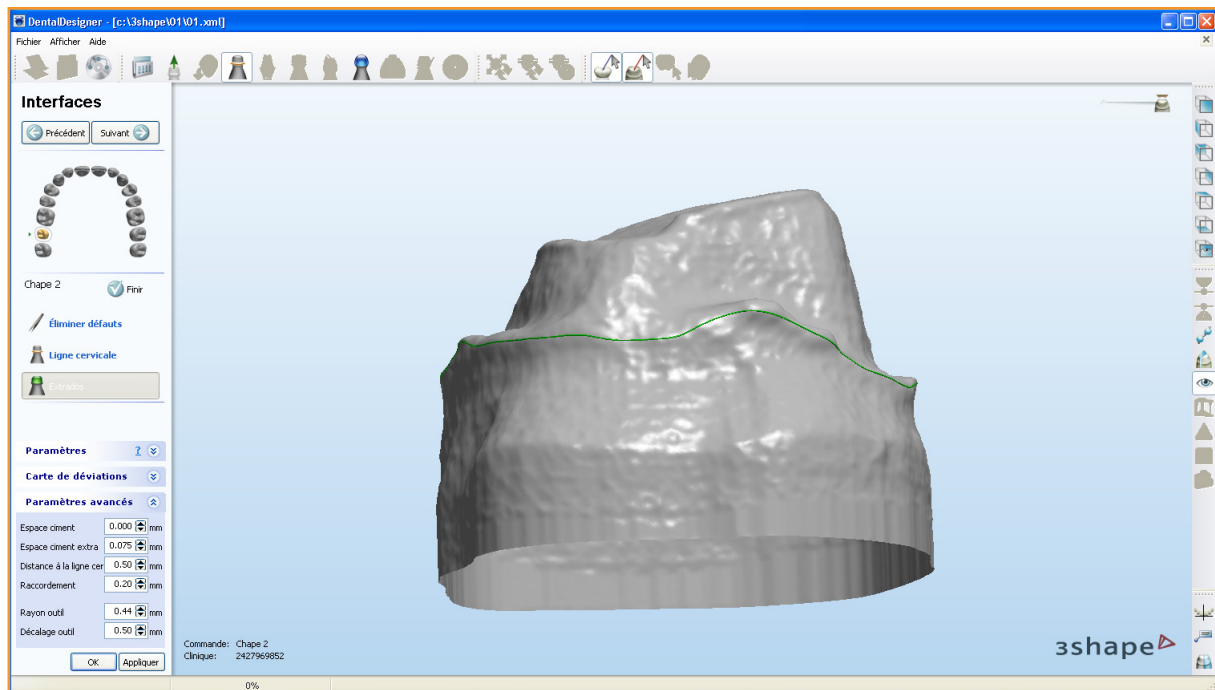 DentalDesigner - [c:\3shape\01\01.xml]
Fichier Afficher Aide
Interfaces
Précédent Suivant
Chape 2 Finir
Éliminer défauts
Ligne cervicale
Extrados
Paramètres ?
Carte de déviations
Paramètres avancés
Espace ciment 0.000 mm
Espace ciment extra 0.075 mm
Distance à la ligne cer 0.50 mm
Raccordement 0.20 mm
Rayon outil 0.44 mm
Décalage outil 0.50 mm
OK Appliquer
Commande: Chape 2
Clinique: 2427969852
3shape
0%